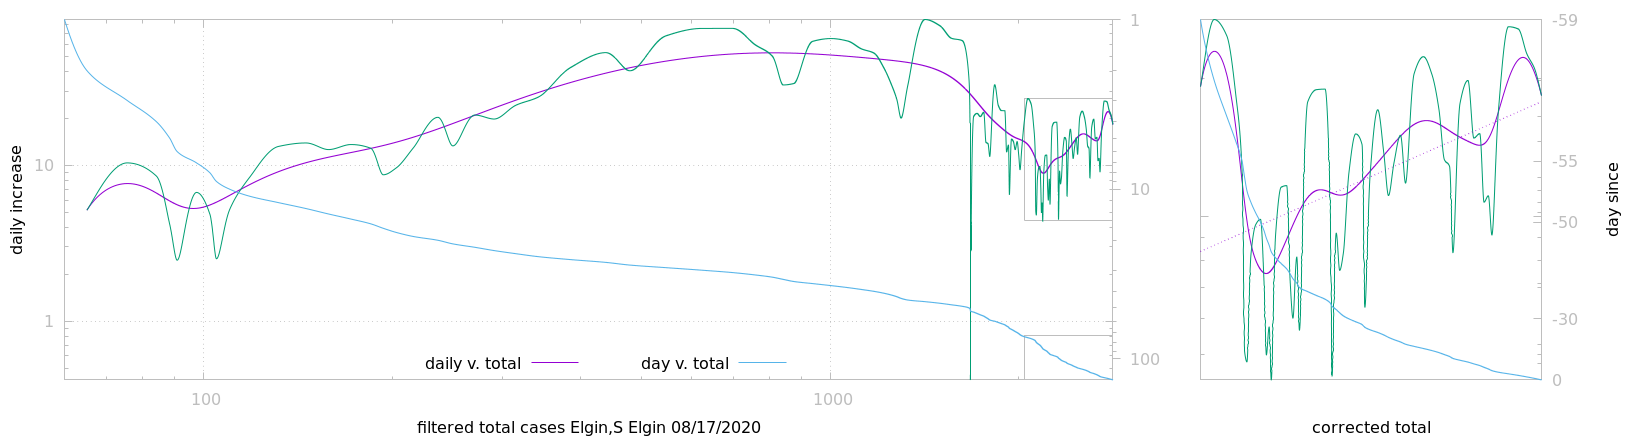 daily increase
10
1
100
1000
filtered total cases Elgin,S Elgin 08/17/2020
daily v. total
day v. total
1
10
100
-59
-55
-50
-30
0
day since
corrected total